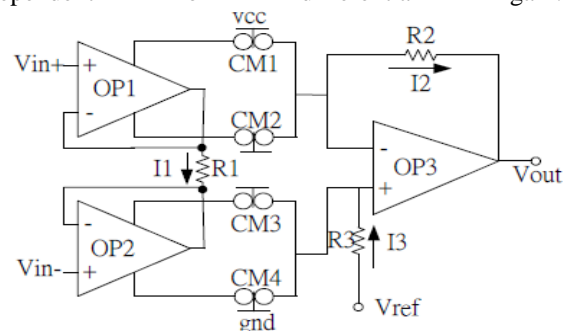 vcc
R2
Vin+
+
OP1
CM1
I2
-
CM2
-
OP3
I1
R1
+
Vout
-
CM3
OP2
R3
I3
CM4
Vin-
+
Vref
gnd